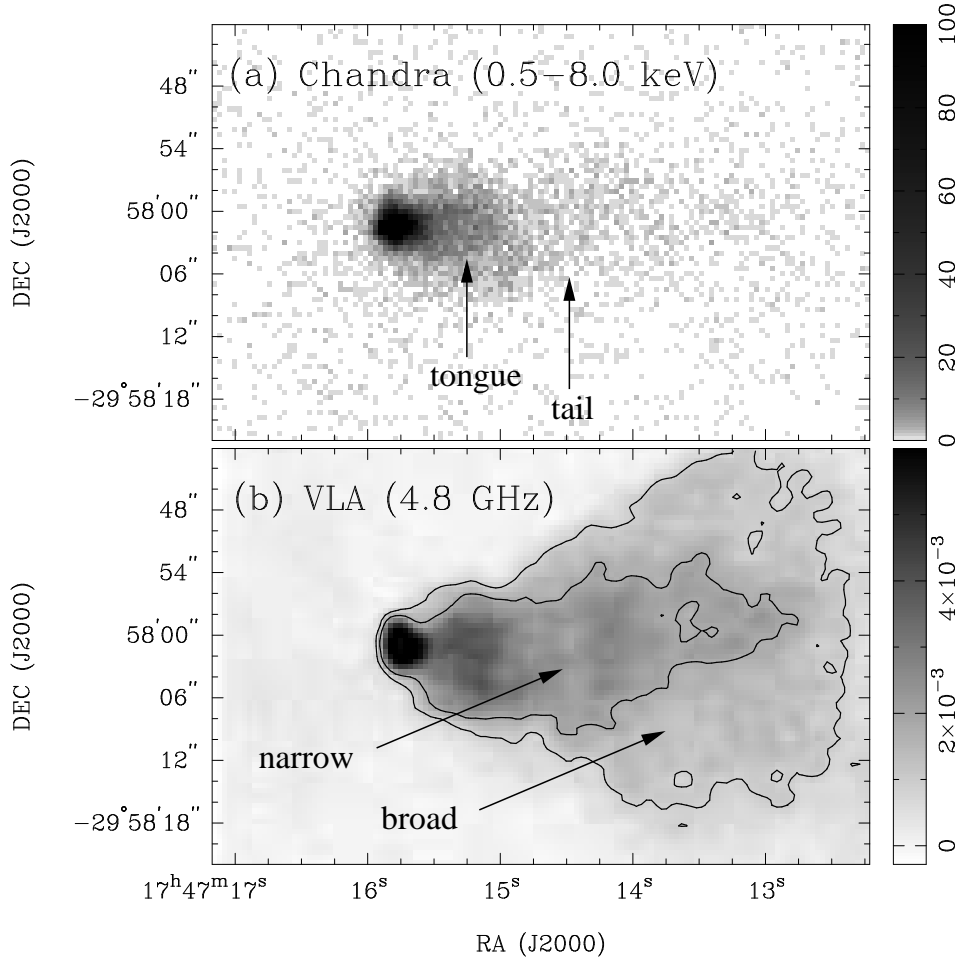 (a) Chandra (0.5−8.0 keV)
48″
54″
58′00″
06″
12″
−29°58′18″
DEC (J2000)
tongue
tail
100
80
60
40
20
0
(b) VLA (4.8 GHz)
48″
54″
58′00″
06″
12″
−29°58′18″
DEC (J2000)
narrow
broad
4×10⁻³
2×10⁻³
0
17ʰ47ᵐ17ˢ
16ˢ
15ˢ
14ˢ
13ˢ
RA (J2000)